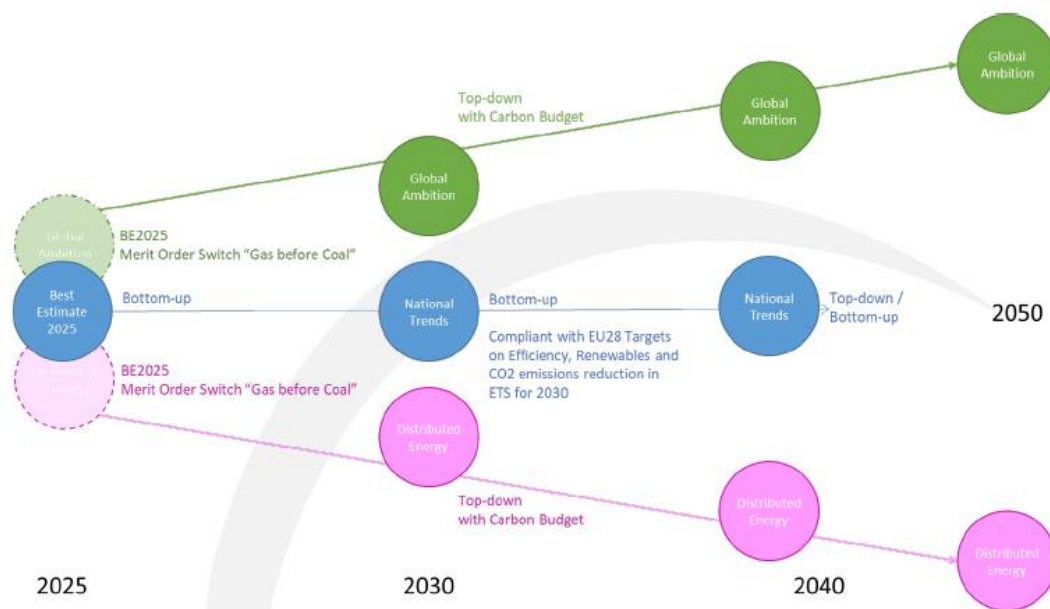 Global
Ambition
Global
Ambition
Top-down
with Carbon Budget
Global
Ambition
Global
Ambition
BE2025
Merit Order Switch “Gas before Coal”
Best
Estimate
2025
Bottom-up
National
Trends
Bottom-up
National
Trends
Top-down /
Bottom-up
2050
Compliant with EU28 Targets
on Efficiency, Renewables and
CO2 emissions reduction in
ETS for 2030
Energy
BE2025
Merit Order Switch “Gas before Coal”
Distributed
Energy
Top-down
with Carbon Budget
Distributed
Energy
Distributed
Energy
2025
2030
2040